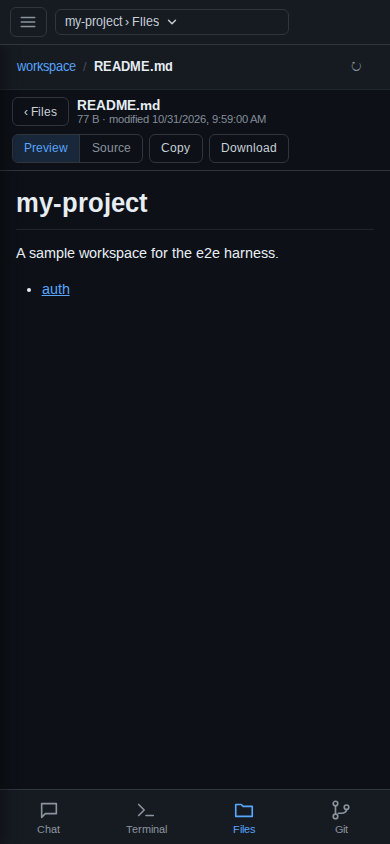 my-project › Files
workspace / README.md
‹ Files
README.md
77 B · modified 10/31/2026, 9:59:00 AM
Preview Source Copy Download
my-project
A sample workspace for the e2e harness.
• auth
Chat Terminal Files Git